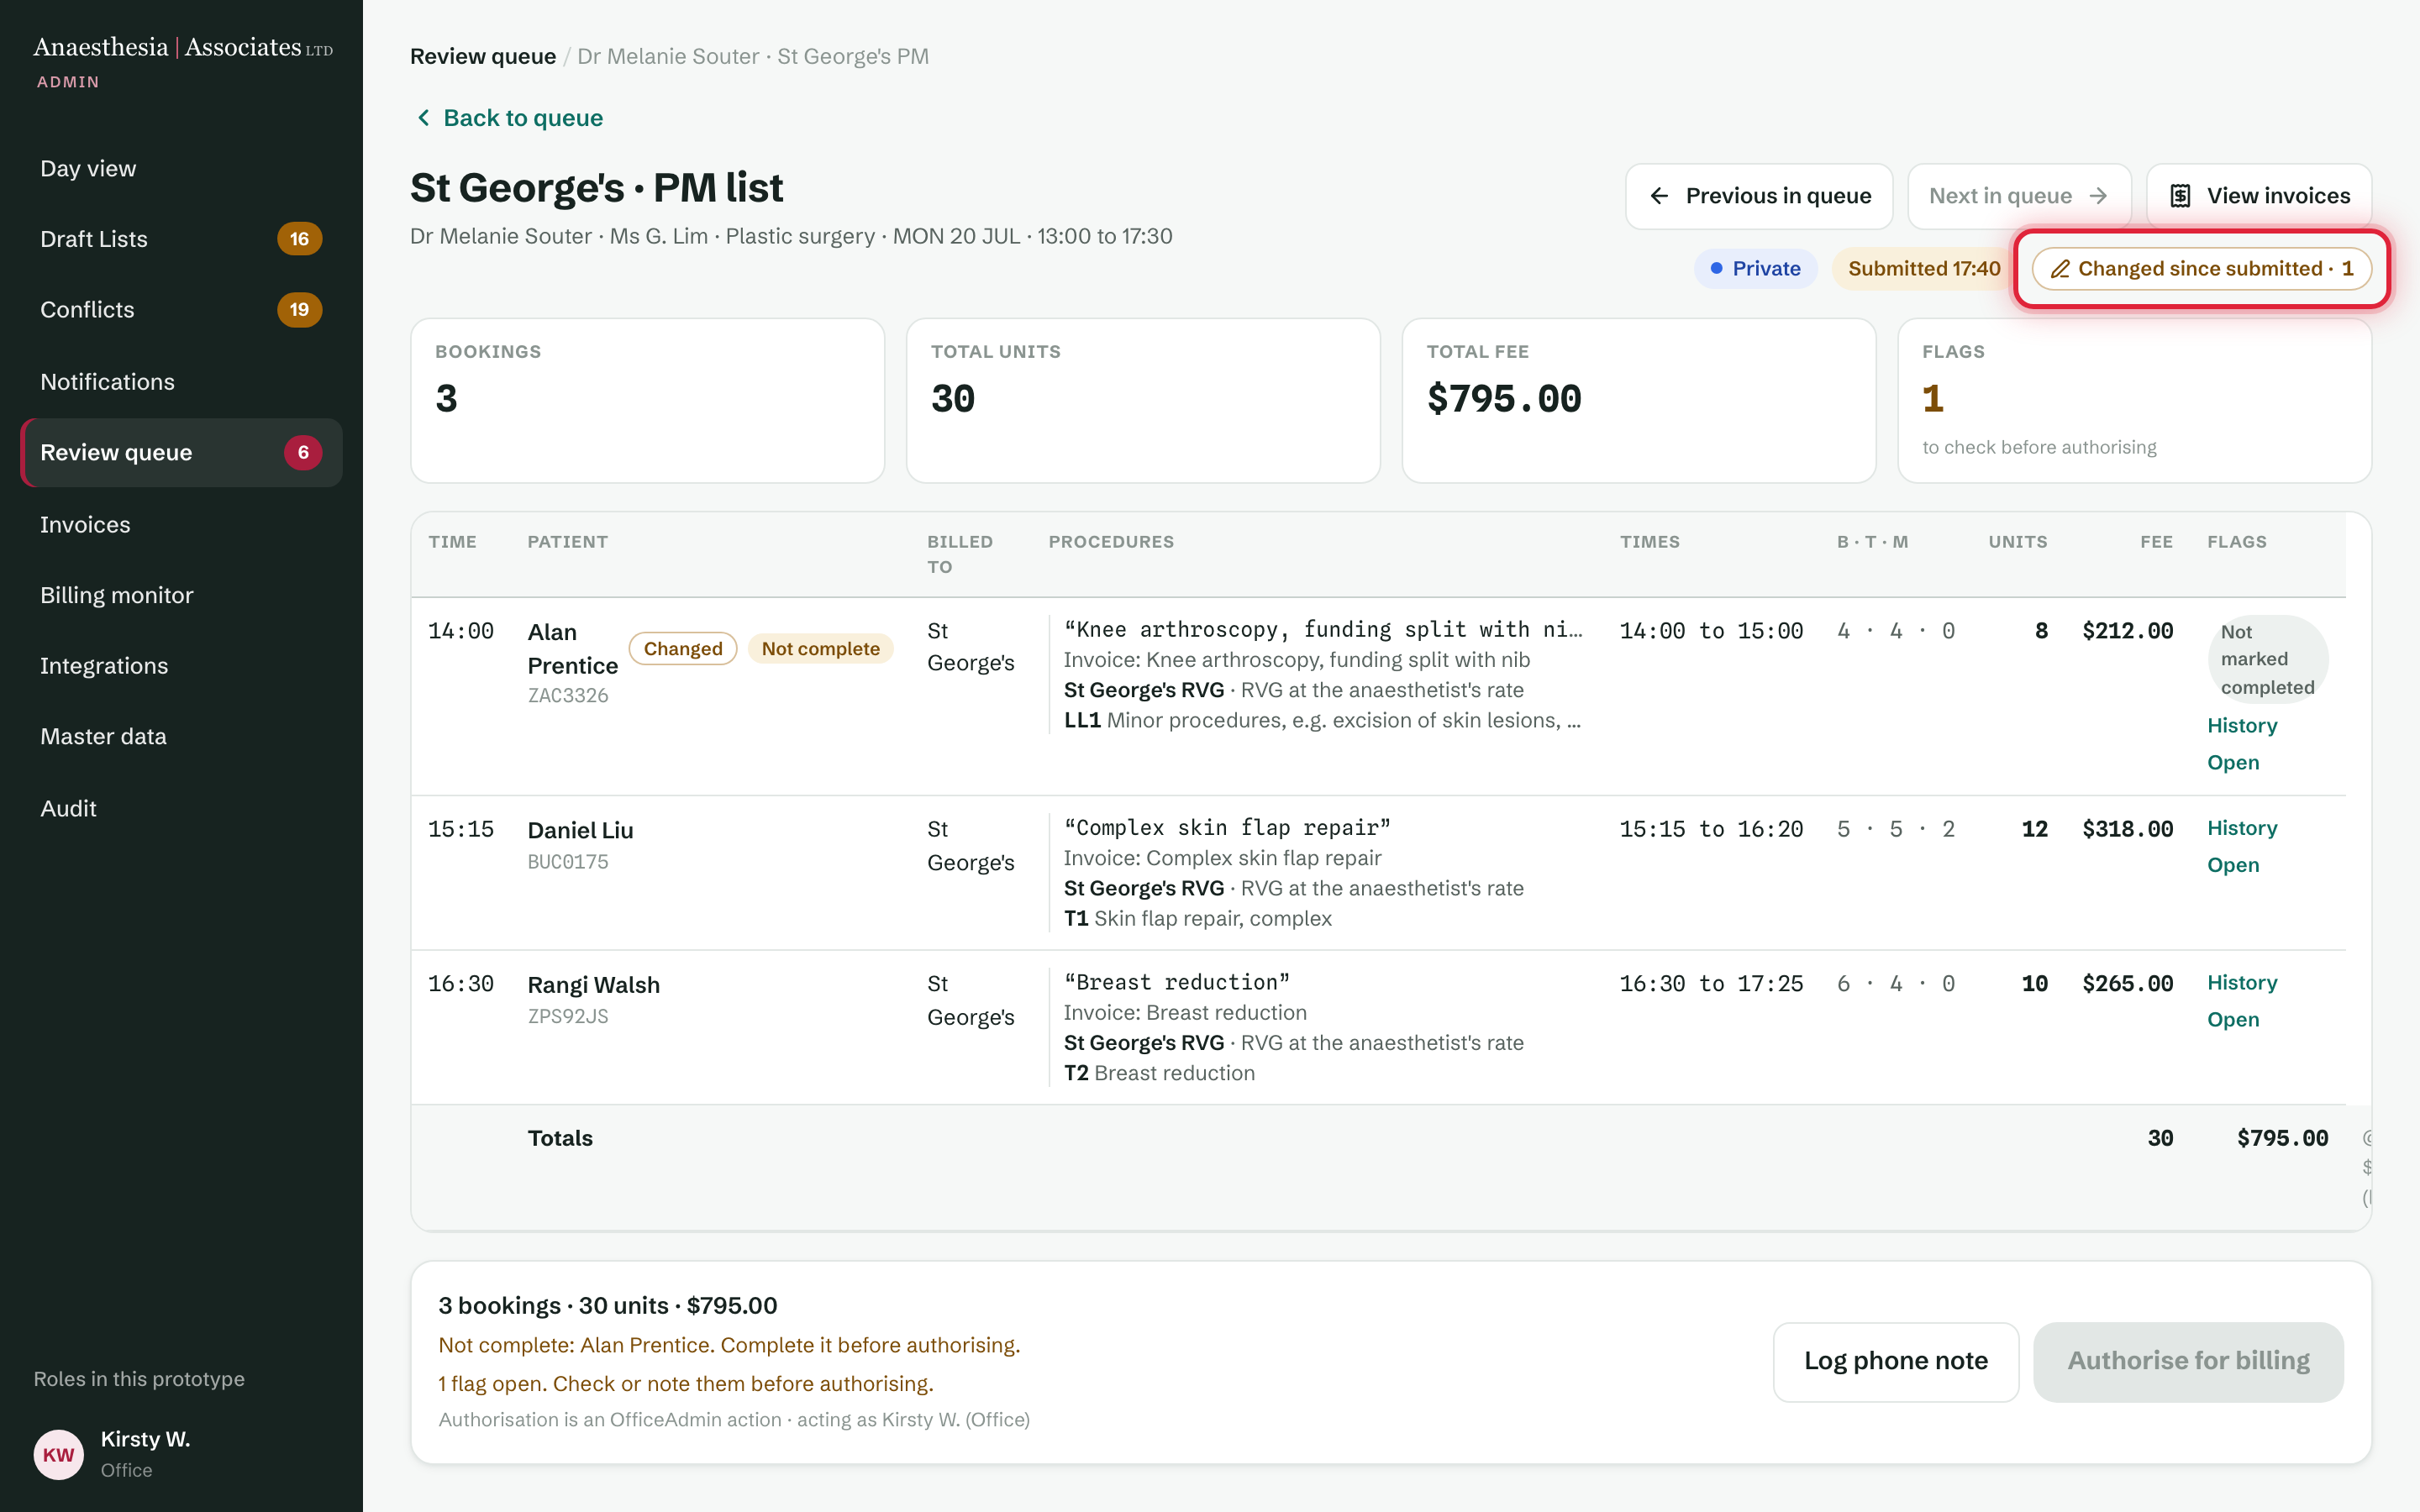 Anaesthesia | Associates LTD
ADMIN
Day view
Draft Lists 16
Conflicts 19
Notifications
Review queue 6
Invoices
Billing monitor
Integrations
Master data
Audit
Roles in this prototype
KW
Kirsty W.
Office
Review queue / Dr Melanie Souter · St George's PM
Back to queue
St George's · PM list
Dr Melanie Souter · Ms G. Lim · Plastic surgery · MON 20 JUL · 13:00 to 17:30
Previous in queue
Next in queue
View invoices
Private
Submitted 17:40
Changed since submitted · 1
BOOKINGS
3
TOTAL UNITS
30
TOTAL FEE
$795.00
FLAGS
1
to check before authorising
TIME PATIENT BILLED TO PROCEDURES TIMES B · T · M UNITS FEE FLAGS
14:00
Alan Prentice
ZAC3326
Changed
Not complete
St George's
“Knee arthroscopy, funding split with ni…
Invoice: Knee arthroscopy, funding split with nib
St George's RVG · RVG at the anaesthetist's rate
LL1 Minor procedures, e.g. excision of skin lesions, …
14:00 to 15:00
4 · 4 · 0
8
$212.00
Not marked completed
History
Open
15:15
Daniel Liu
BUC0175
St George's
“Complex skin flap repair”
Invoice: Complex skin flap repair
St George's RVG · RVG at the anaesthetist's rate
T1 Skin flap repair, complex
15:15 to 16:20
5 · 5 · 2
12
$318.00
History
Open
16:30
Rangi Walsh
ZPS92JS
St George's
“Breast reduction”
Invoice: Breast reduction
St George's RVG · RVG at the anaesthetist's rate
T2 Breast reduction
16:30 to 17:25
6 · 4 · 0
10
$265.00
History
Open
Totals 30 $795.00
3 bookings · 30 units · $795.00
Not complete: Alan Prentice. Complete it before authorising.
1 flag open. Check or note them before authorising.
Authorisation is an OfficeAdmin action · acting as Kirsty W. (Office)
Log phone note
Authorise for billing